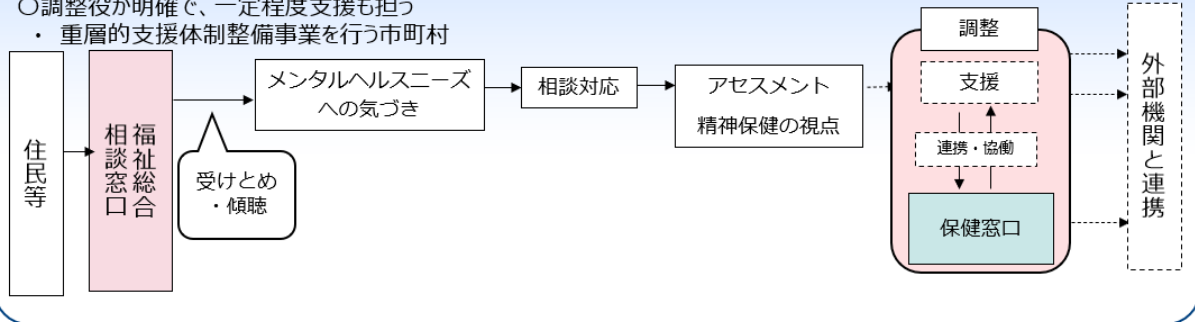 〇調整役が明確で、一定程度支援も担う
・ 重層的支援体制整備事業を行う市町村
住民等
福祉総合
相談窓口
受けとめ
・傾聴
メンタルヘルスニーズ
への気づき
相談対応
アセスメント
精神保健の視点
調整
支援
連携・協働
保健窓口
外部機関と連携